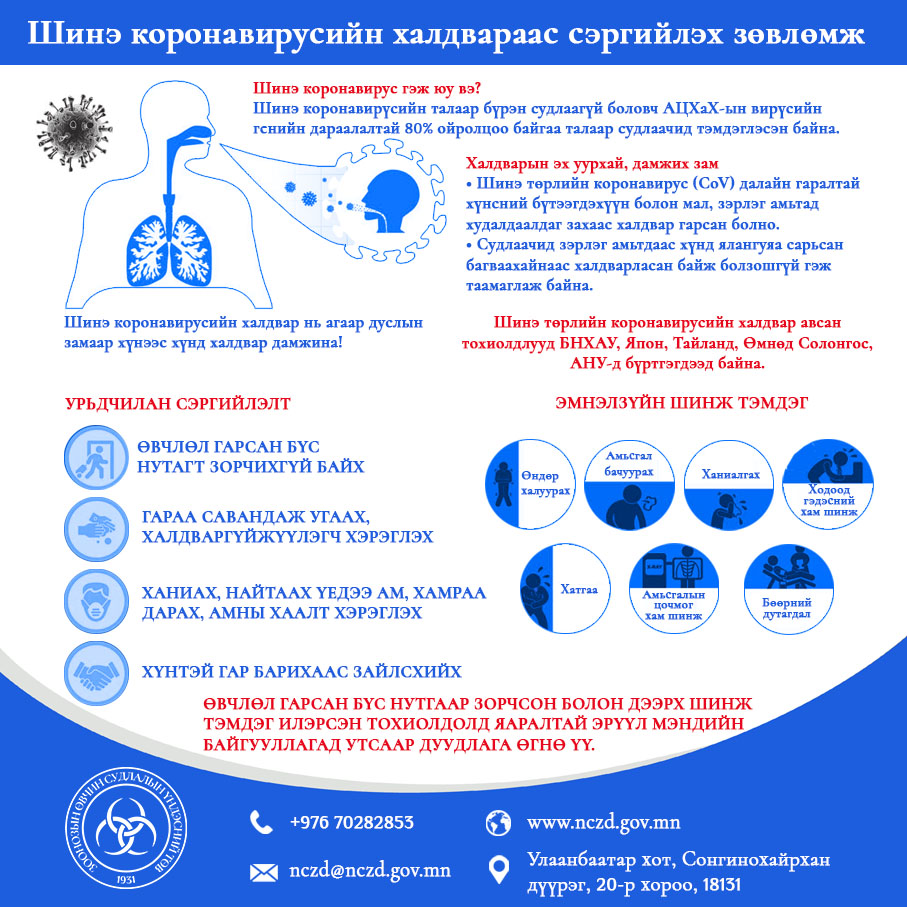 Шинэ коронавирусийн халдвараас сэргийлэх зөвлөмж
Шинэ коронавирус гэж юу вэ?
Шинэ коронавирүсийн талаар бүрэн судлаагүй боловч АЦХаХ-ын вирүсийн
гснийн дараалалтай 80% ойролцоо байгаа талаар судлаачид тэмдэглэсэн байна.
Халдварын эх уурхай, дамжих зам
• Шинэ төрлийн коронавирус (CoV) далайн гаралтай
хүнсний бүтээгдэхүүн болон мал, зэрлэг амьтад
худалдаалдаг захаас халдвар гарсан болно.
• Судлаачид зэрлэг амьтдаас хүнд ялангуяа сарьсан
багваахайнаас халдварласан байж болзошгүй гэж
таамаглаж байна.
Шинэ коронавирусийн халдвар нь агаар дуслын
замаар хүнээс хүнд халдвар дамжина!
Шинэ төрлийн коронавирусийн халдвар авсан
тохиолдлууд БНХАУ, Япон, Тайланд, Өмнөд Солонгос,
АНУ-д бүртгэгдээд байна.
УРЬДЧИЛАН СЭРГИЙЛЭЛТ
ӨВЧЛӨЛ ГАРСАН БҮС
НУТАГТ ЗОРЧИХГҮЙ БАЙХ
ГАРАА САВАНДАЖ УГААХ,
ХАЛДВАРГҮЙЖҮҮЛЭГЧ ХЭРЭГЛЭХ
ХАНИАХ, НАЙТААХ ҮЕДЭЭ АМ, ХАМРАА
ДАРАХ, АМНЫ ХААЛТ ХЭРЭГЛЭХ
ХҮНТЭЙ ГАР БАРИХААС ЗАЙЛСХИЙХ
ЭМНЭЛЗҮЙН ШИНЖ ТЭМДЭГ
Өндөр
халуурах
Амьсгал
бачуурах
Ханиалгах
Ходоод
гэдэсний
хам шинж
Хатгаа
X-RAY
Амьсгалын
цочмог
хам шинж
Бөөрний
дутагдал
ӨВЧЛӨЛ ГАРСАН БҮС НУТГААР ЗОРЧСОН БОЛОН ДЭЭРХ ШИНЖ
ТЭМДЭГ ИЛЭРСЭН ТОХИОЛДОЛД ЯАРАЛТАЙ ЭРҮҮЛ МЭНДИЙН
БАЙГУУЛЛАГАД УТСААР ДУУДЛАГА ӨГНӨ ҮҮ.
ЗООНОЗЫН ӨВЧИН СУДЛАЛЫН ҮНДЭСНИЙ ТӨВ
1931
+976 70282853
nczd@nczd.gov.mn
www.nczd.gov.mn
Улаанбаатар хот, Сонгинохайрхан
дүүрэг, 20-р хороо, 18131